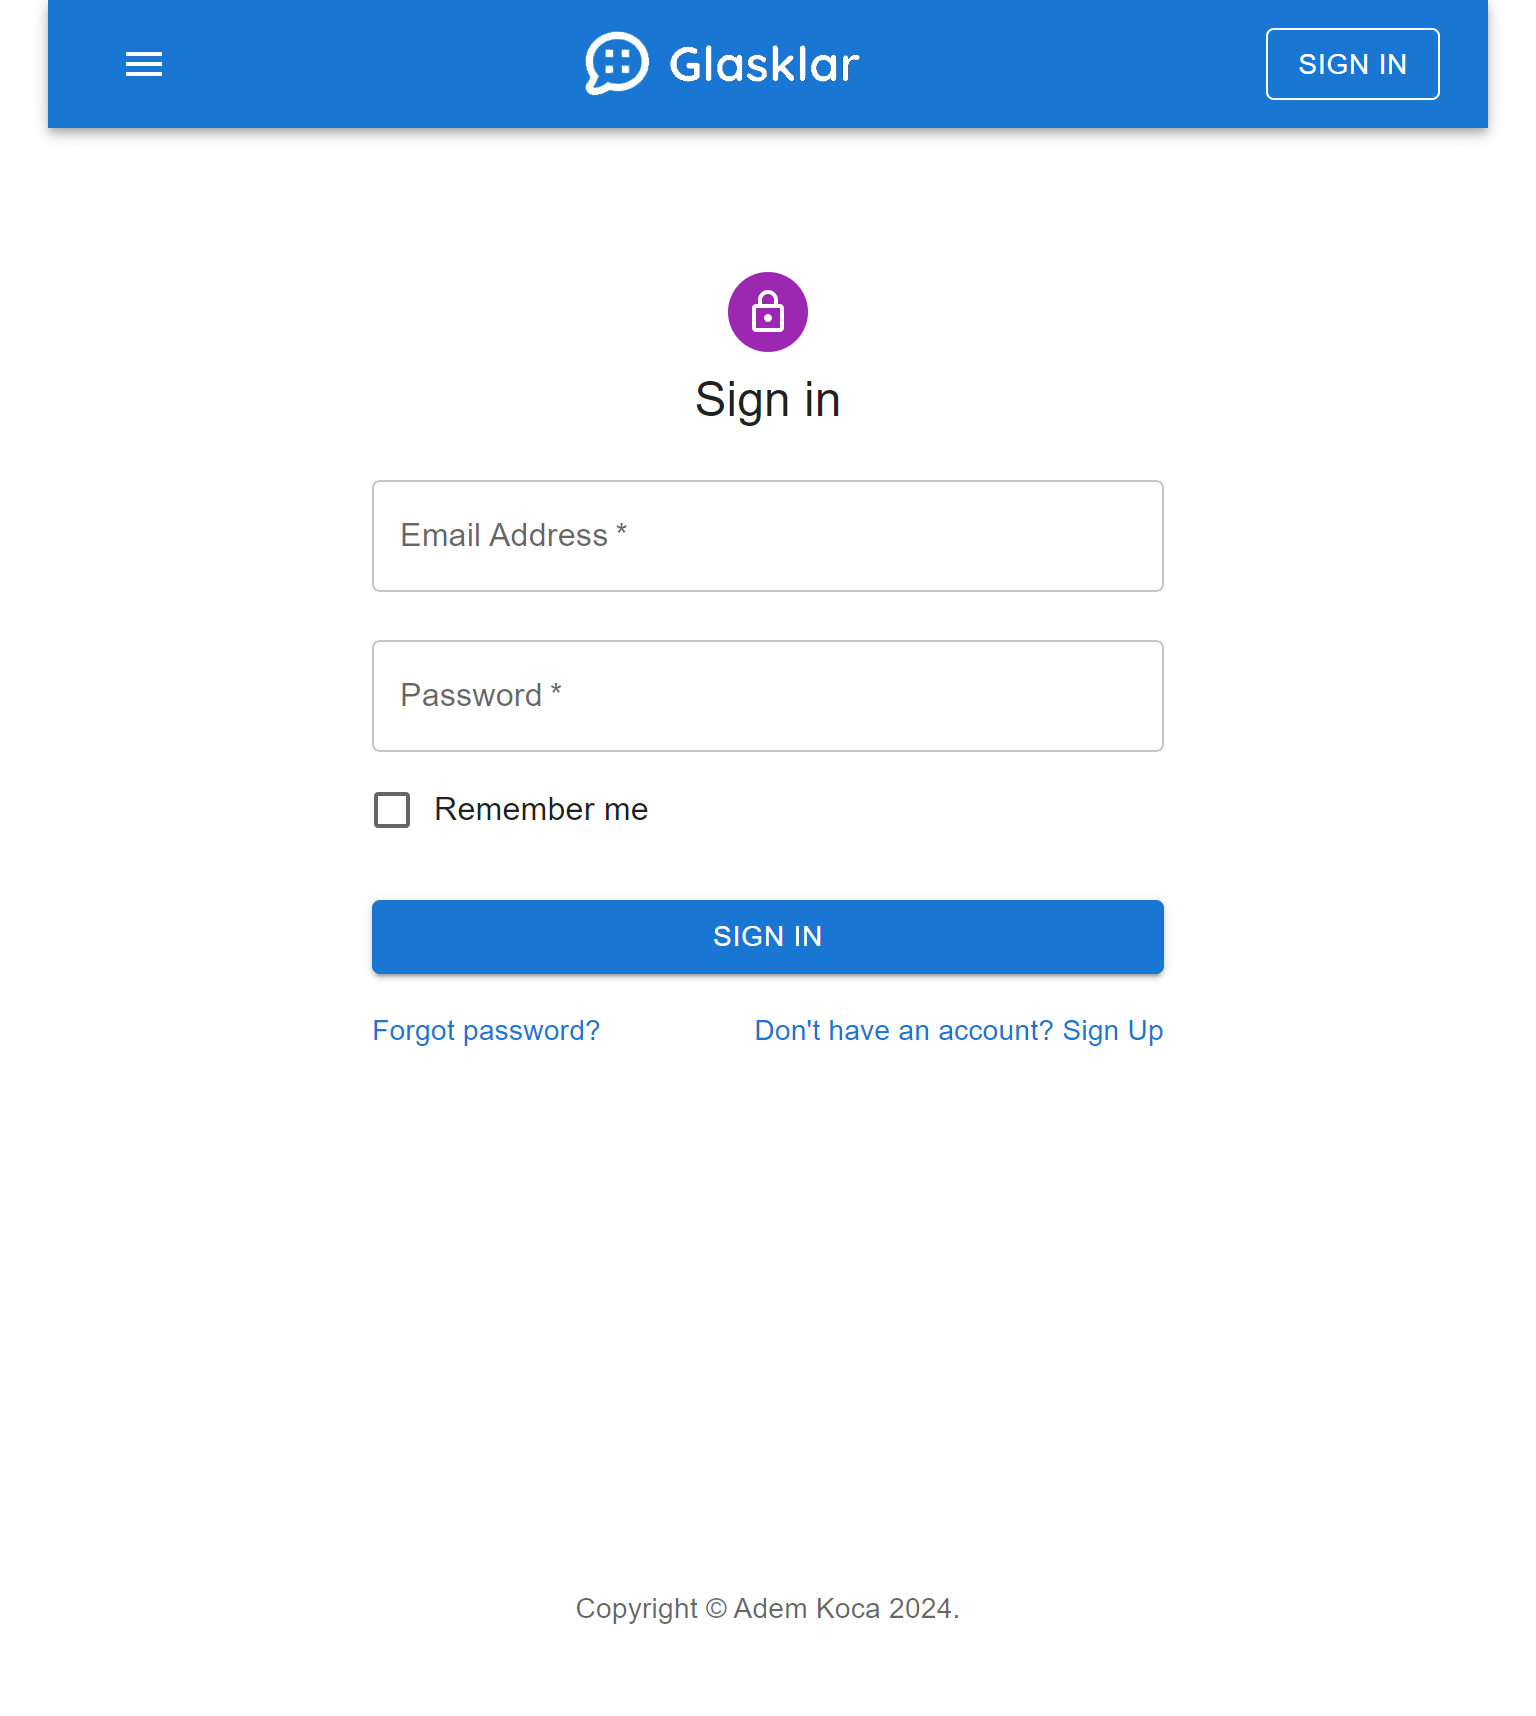 Glasklar
SIGN IN
Sign in
Email Address *
Password *
Remember me
SIGN IN
Forgot password?
Don't have an account? Sign Up
Copyright © Adem Koca 2024.